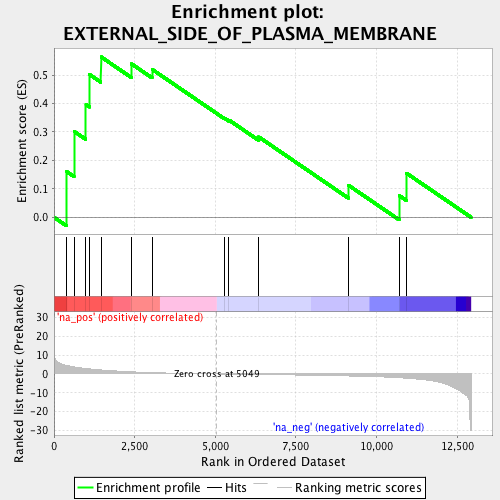 Enrichment plot:
EXTERNAL_SIDE_OF_PLASMA_MEMBRANE
Enrichment score (ES)
0.5
0.4
0.3
0.2
0.1
0.0
Ranked list metric (PreRanked)
30
20
10
0
-10
-20
-30
'na_pos' (positively correlated)
Zero cross at 5049
'na_neg' (negatively correlated)
0
2,500
5,000
7,500
10,000
12,500
Rank in Ordered Dataset
Enrichment profile
Hits
Ranking metric scores